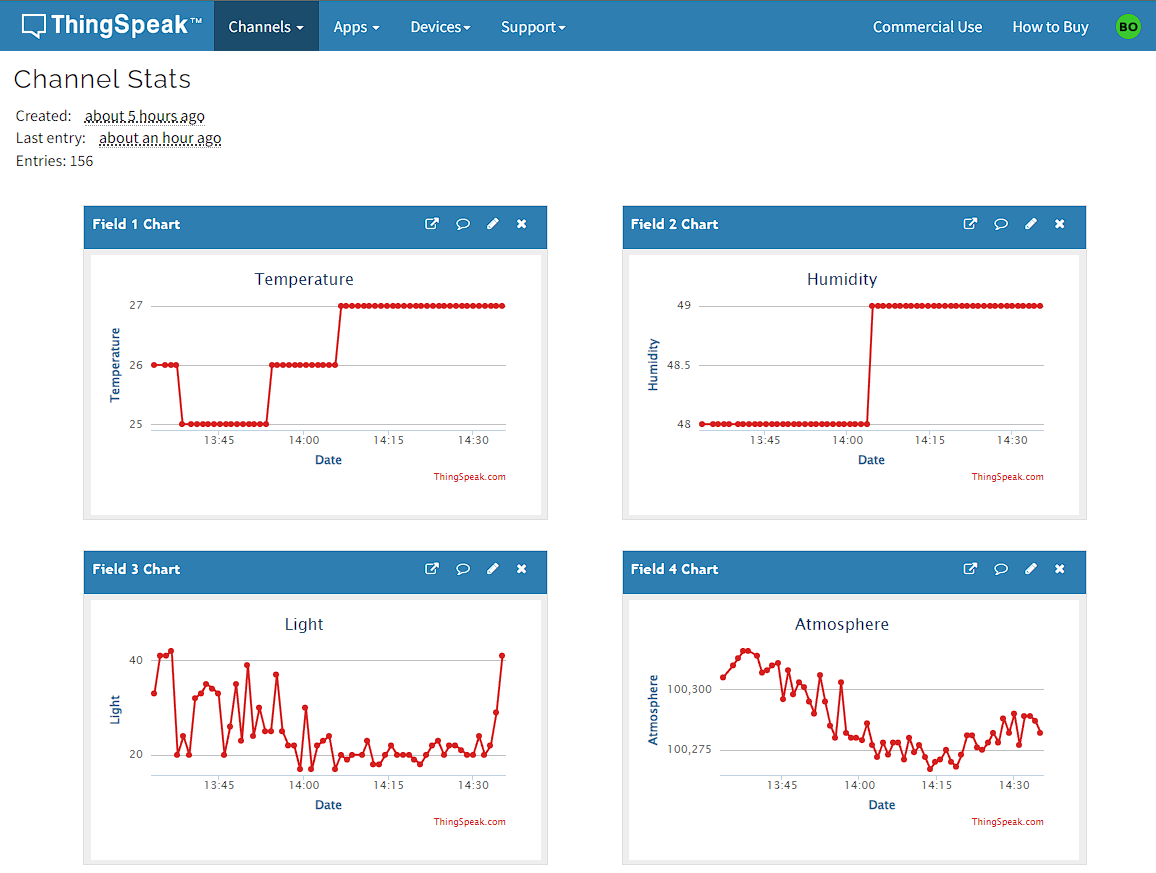 ThingSpeak™ Channels Apps Devices Support Commercial Use How to Buy BO
Channel Stats
Created: about 5 hours ago
Last entry: about an hour ago
Entries: 156
Field 1 Chart
Temperature
Temperature
27
26
25
13:45 14:00 14:15 14:30
Date
ThingSpeak.com
Field 2 Chart
Humidity
Humidity
49
48.5
48
13:45 14:00 14:15 14:30
Date
ThingSpeak.com
Field 3 Chart
Light
Light
40
20
13:45 14:00 14:15 14:30
Date
ThingSpeak.com
Field 4 Chart
Atmosphere
Atmosphere
100,300
100,275
13:45 14:00 14:15 14:30
Date
ThingSpeak.com